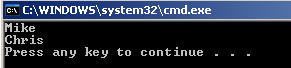 C:\WINDOWS\system32\cmd.exe
Mike
Chris
Press any key to continue . . .